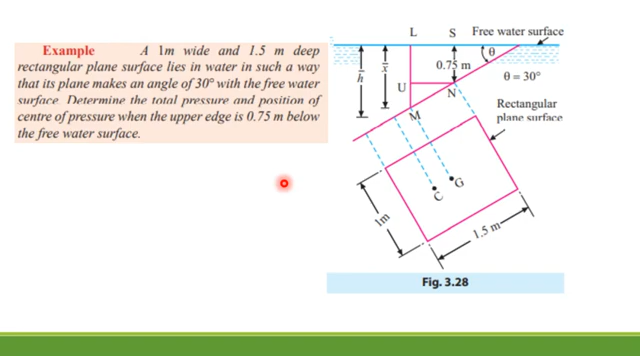 Example A 1m wide and 1.5 m deep
rectangular plane surface lies in water in such a way
that its plane makes an angle of 30° with the free water
surface. Determine the total pressure and position of
centre of pressure when the upper edge is 0.75 m below
the free water surface.
L S Free water surface
θ
h x 0.75 m
θ = 30°
U
N
M
Rectangular
plane surface
C G
1m
1.5 m
Fig. 3.28